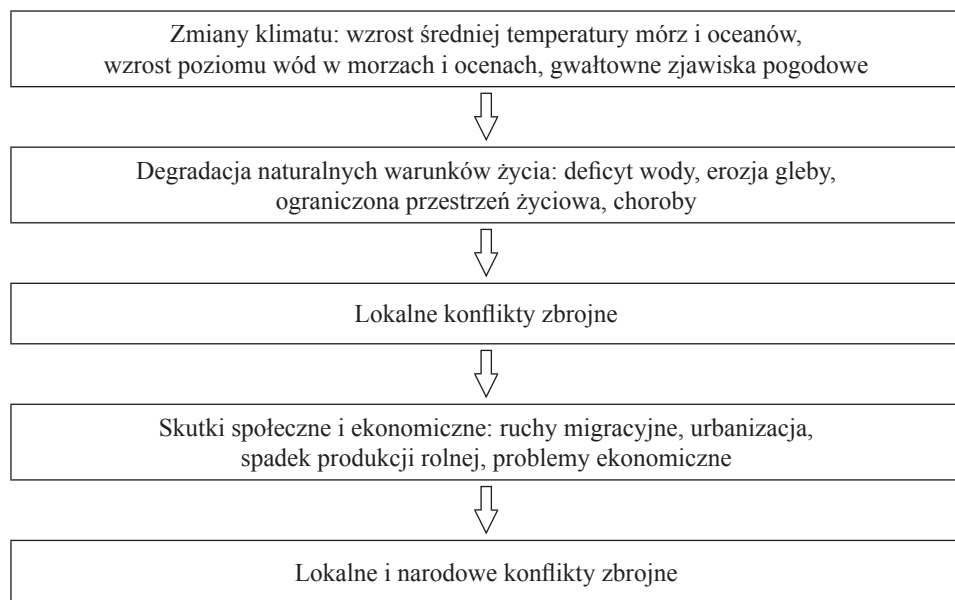 Zmiany klimatu: wzrost średniej temperatury mórz i oceanów,
wzrost poziomu wód w morzach i ocenach, gwałtowne zjawiska pogodowe
Degradacja naturalnych warunków życia: deficyt wody, erozja gleby,
ograniczona przestrzeń życiowa, choroby
Lokalne konflikty zbrojne
Skutki społeczne i ekonomiczne: ruchy migracyjne, urbanizacja,
spadek produkcji rolnej, problemy ekonomiczne
Lokalne i narodowe konflikty zbrojne